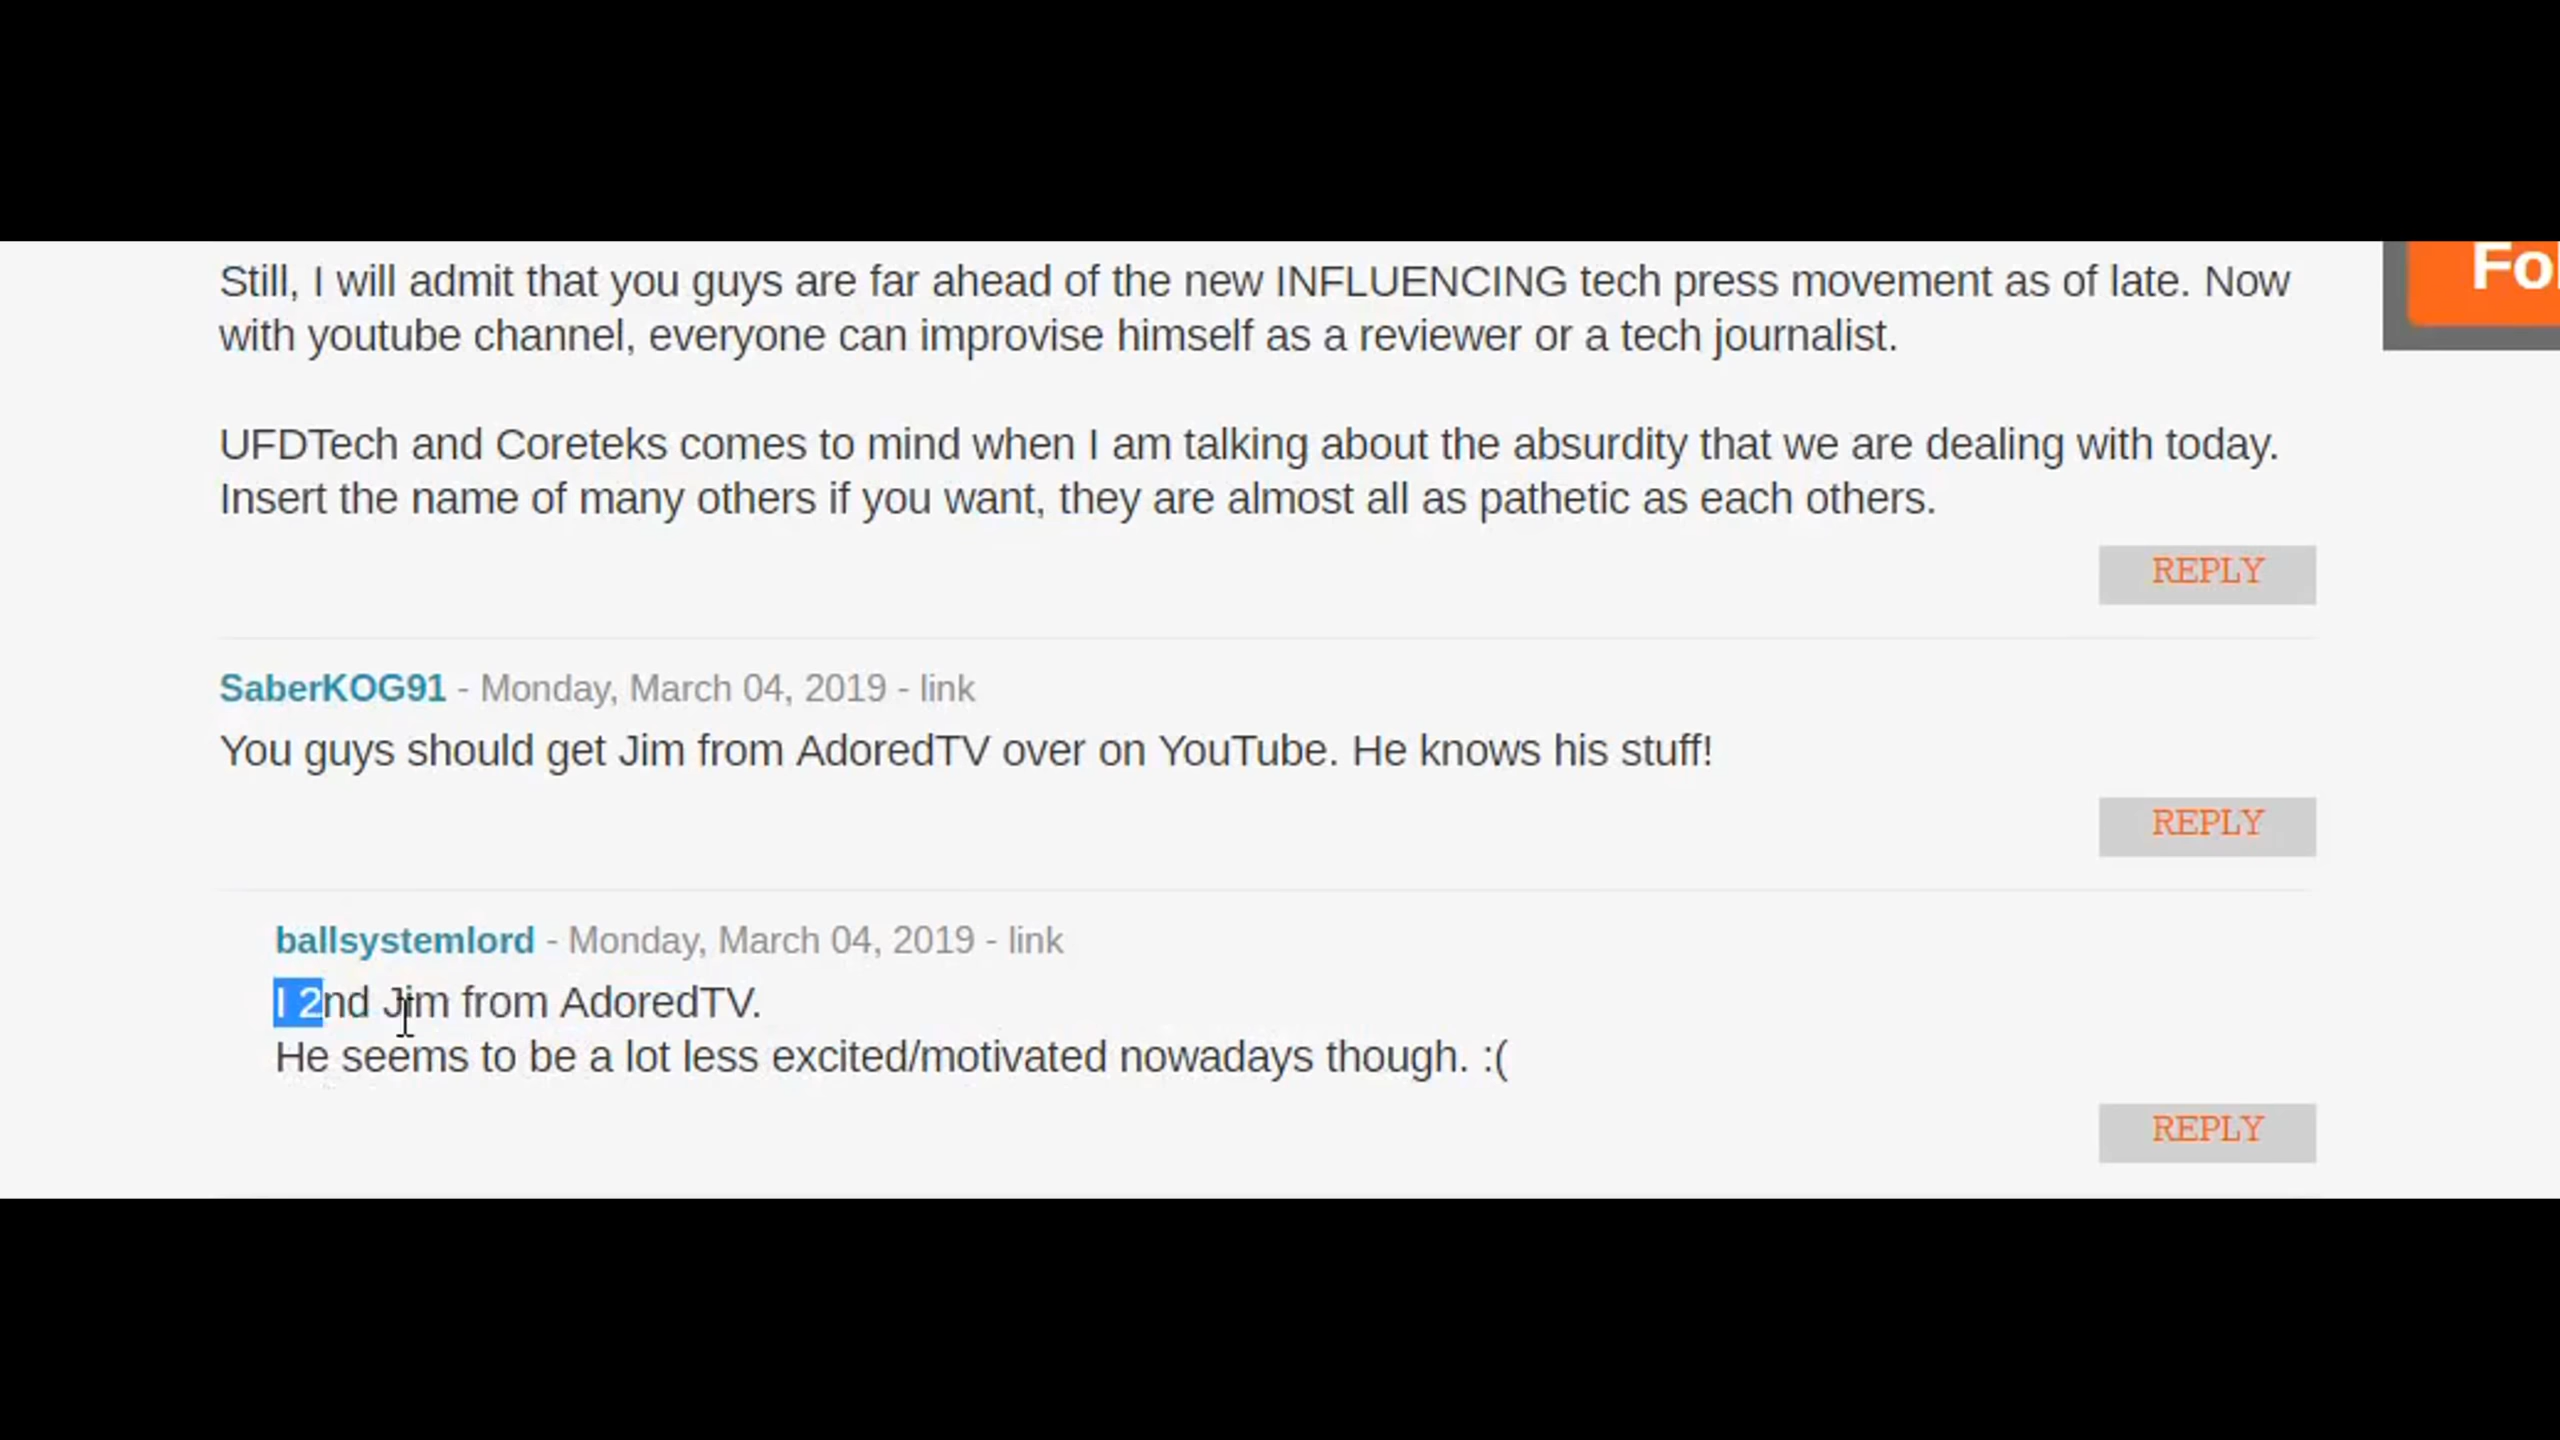 Still, I will admit that you guys are far ahead of the new INFLUENCING tech press movement as of late. Now
with youtube channel, everyone can improvise himself as a reviewer or a tech journalist.
UFDTech and Coreteks comes to mind when I am talking about the absurdity that we are dealing with today.
Insert the name of many others if you want, they are almost all as pathetic as each others.
REPLY
SaberKOG91 - Monday, March 04, 2019 - link
You guys should get Jim from AdoredTV over on YouTube. He knows his stuff!
REPLY
ballsystemlord - Monday, March 04, 2019 - link
I 2nd Jim from AdoredTV.
He seems to be a lot less excited/motivated nowadays though. :(
REPLY